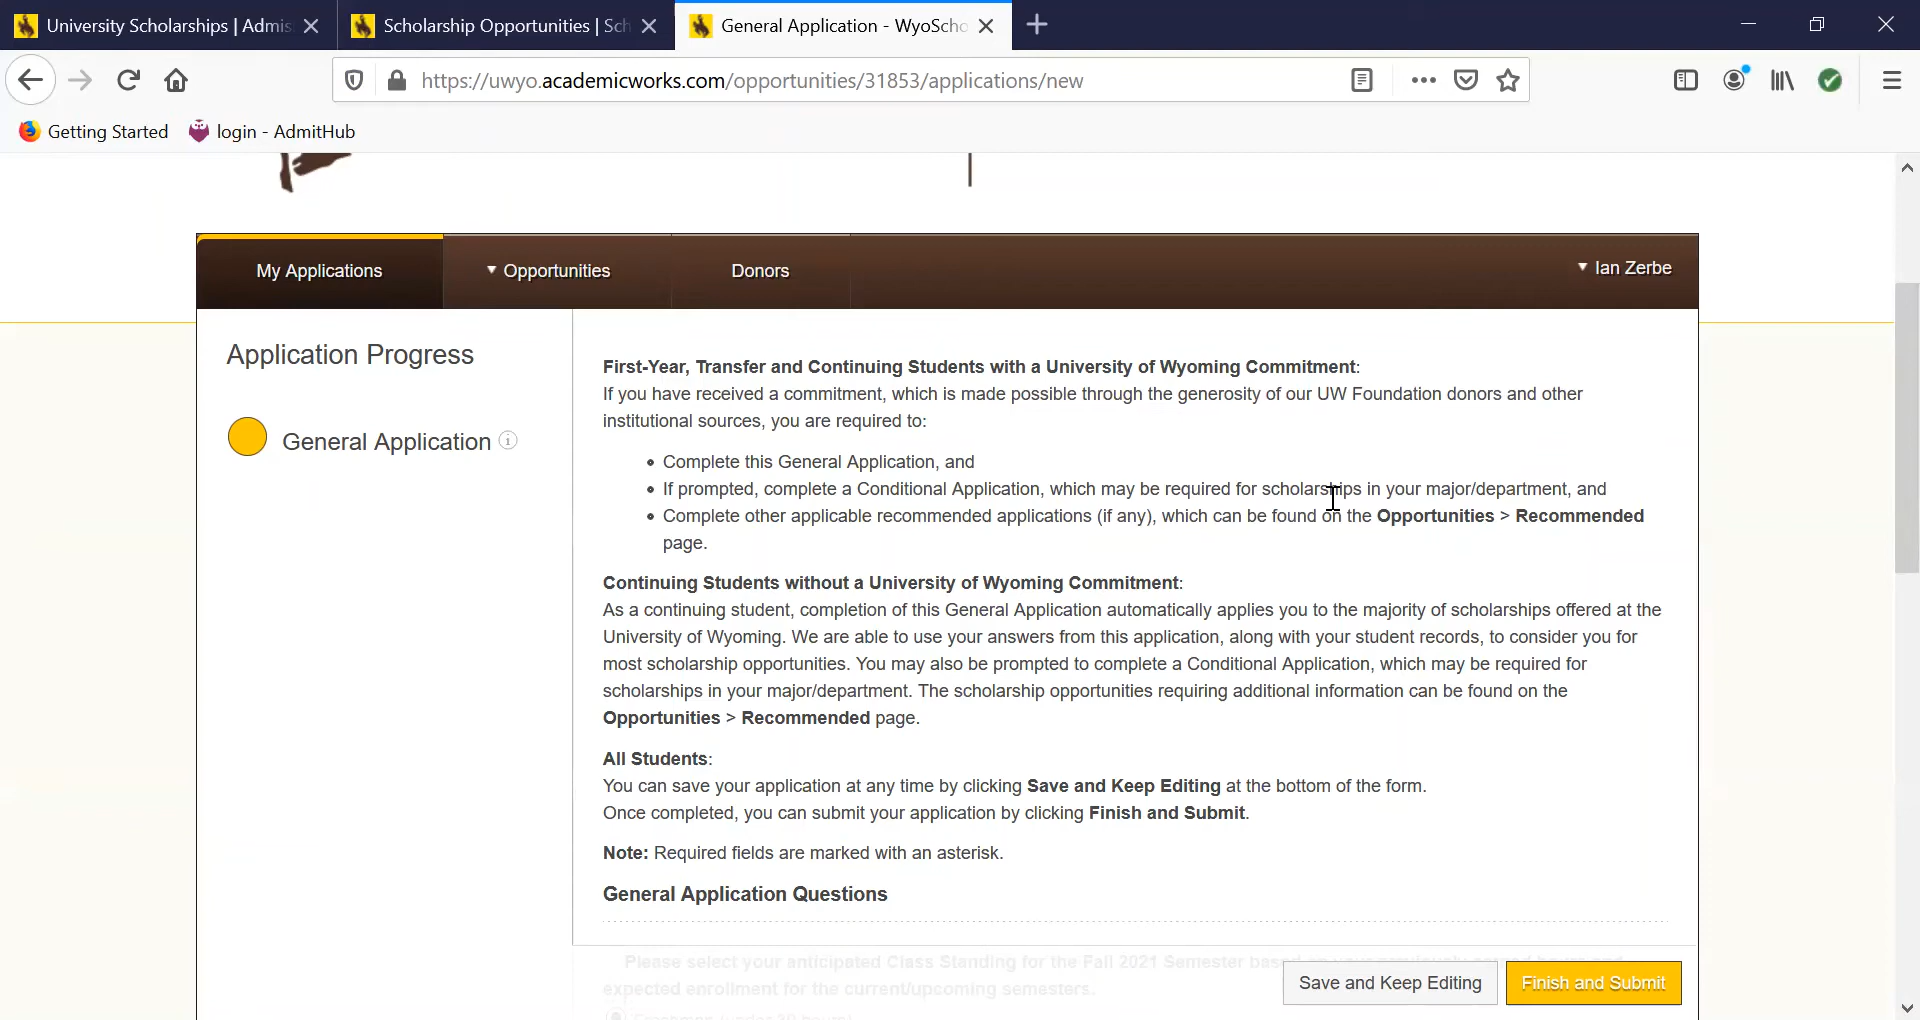 University Scholarships | Admis
Scholarship Opportunities | Sch
General Application - WyoScho
https://uwyo.academicworks.com/opportunities/31853/applications/new
Getting Started
login - AdmitHub
My Applications
Opportunities
Donors
Ian Zerbe
Application Progress
General Application
First-Year, Transfer and Continuing Students with a University of Wyoming Commitment:
If you have received a commitment, which is made possible through the generosity of our UW Foundation donors and other
institutional sources, you are required to:
Complete this General Application, and
If prompted, complete a Conditional Application, which may be required for scholarships in your major/department, and
Complete other applicable recommended applications (if any), which can be found on the Opportunities > Recommended
page.
Continuing Students without a University of Wyoming Commitment:
As a continuing student, completion of this General Application automatically applies you to the majority of scholarships offered at the
University of Wyoming. We are able to use your answers from this application, along with your student records, to consider you for
most scholarship opportunities. You may also be prompted to complete a Conditional Application, which may be required for
scholarships in your major/department. The scholarship opportunities requiring additional information can be found on the
Opportunities > Recommended page.
All Students:
You can save your application at any time by clicking Save and Keep Editing at the bottom of the form.
Once completed, you can submit your application by clicking Finish and Submit.
Note: Required fields are marked with an asterisk.
General Application Questions
Please select your anticipated Class Standing for the Fall 2021 Semester
expected enrollment for the current/upcoming semesters.
Save and Keep Editing
Finish and Submit